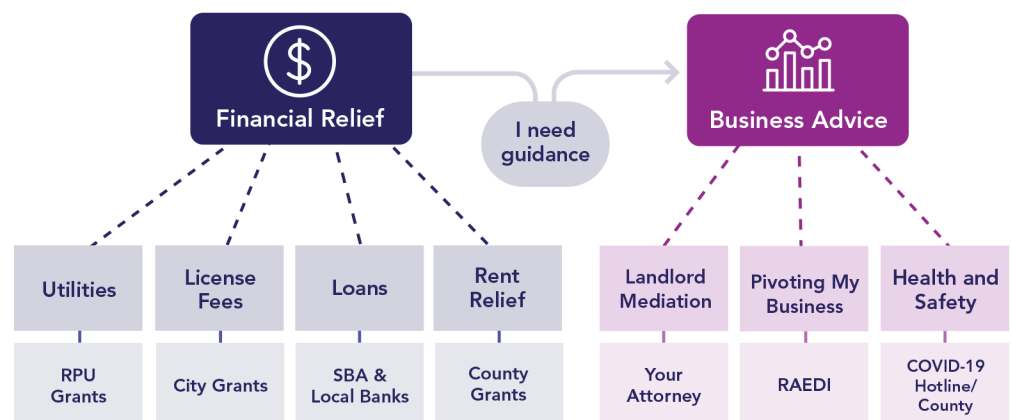 $
Financial Relief
I need
guidance
Business Advice
Utilities
License
Fees
Loans
Rent
Relief
Landlord
Mediation
Pivoting My
Business
Health and
Safety
RPU
Grants
City Grants
SBA &
Local Banks
County
Grants
Your
Attorney
RAEDI
COVID-19
Hotline/
County